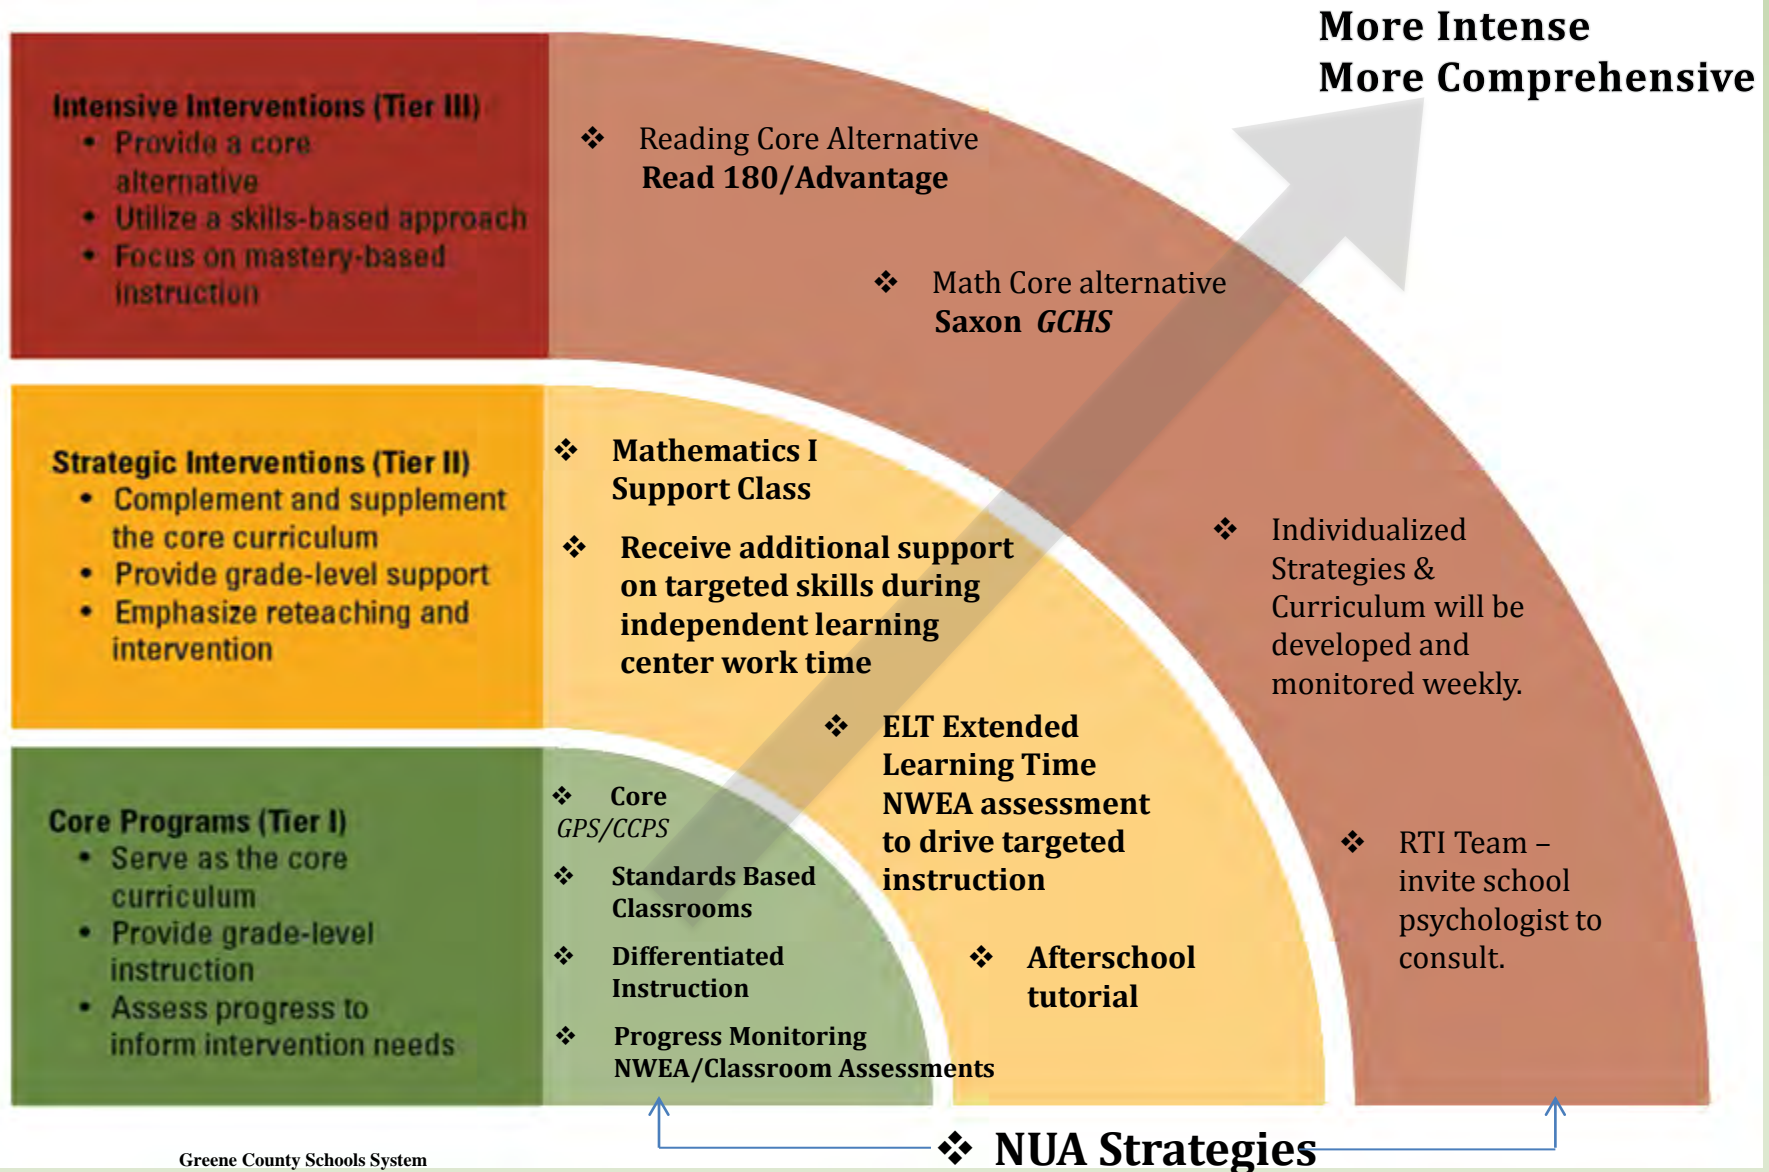 More Intense
More Comprehensive
Intensive Interventions (Tier III)
• Provide a core
alternative
• Utilize a skills-based approach
• Focus on mastery-based
instruction
❖ Reading Core Alternative
Read 180/Advantage
❖ Math Core alternative
Saxon GCHS
❖ Individualized
Strategies &
Curriculum will be
developed and
monitored weekly.
❖ RTI Team –
invite school
psychologist to
consult.
Strategic Interventions (Tier II)
• Complement and supplement
the core curriculum
• Provide grade-level support
• Emphasize reteaching and
intervention
❖ Mathematics I
Support Class
❖ Receive additional support
on targeted skills during
independent learning
center work time
❖ ELT Extended
Learning Time
NWEA assessment
to drive targeted
instruction
❖ Afterschool
tutorial
Core Programs (Tier I)
• Serve as the core
curriculum
• Provide grade-level
instruction
• Assess progress to
inform intervention needs
❖ Core
GPS/CCPS
❖ Standards Based
Classrooms
❖ Differentiated
Instruction
❖ Progress Monitoring
NWEA/Classroom Assessments
❖ NUA Strategies
Greene County Schools System